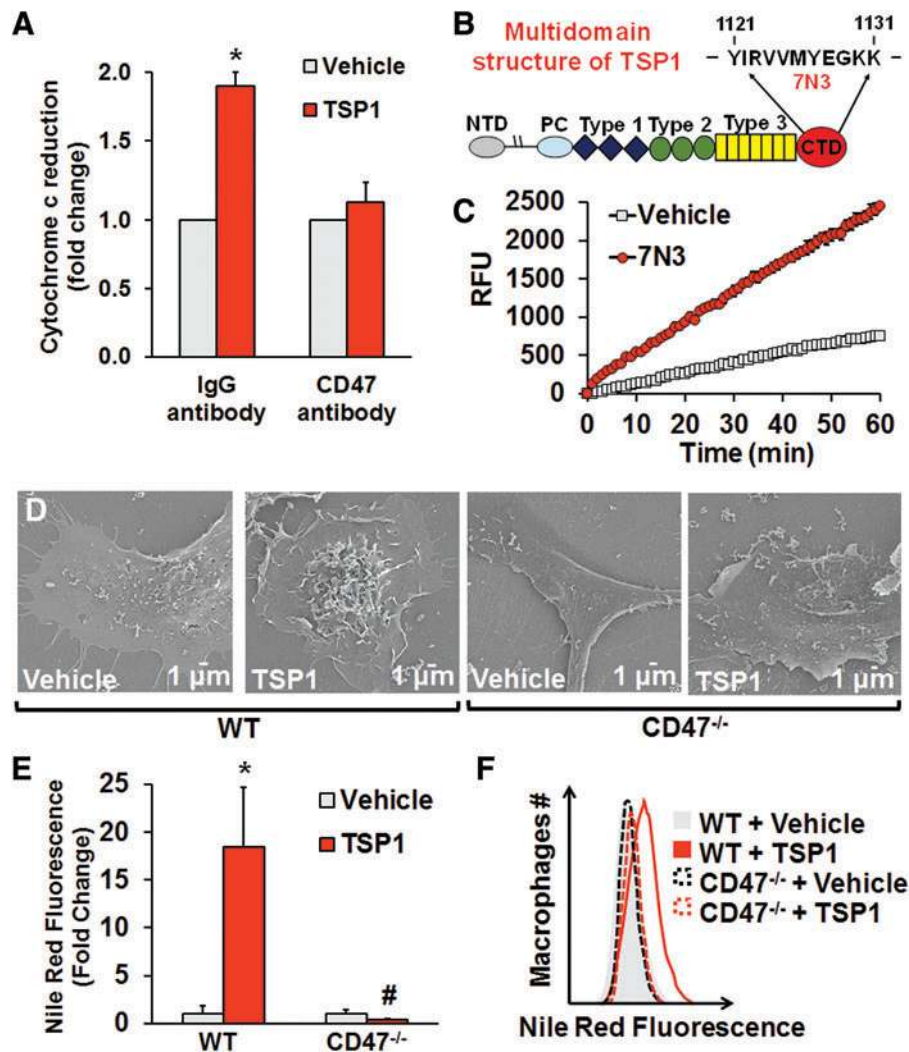 A
Cytochrome c reduction
(fold change)
2.0
1.5
1.0
0.5
0.0
*
Vehicle
TSP1
IgG
antibody
CD47
antibody
B
Multidomain
structure of TSP1
1121
1131
– YIRVVMYEGKK –
7N3
NTD
PC
Type 1
Type 2
Type 3
CTD
C
RFU
2500
2000
1500
1000
500
0
Vehicle
7N3
0 10 20 30 40 50 60
Time (min)
D
Vehicle 1 µm
TSP1 1 µm
Vehicle 1 µm
TSP1 1 µm
WT
CD47-/-
E
Nile Red Fluorescence
(Fold Change)
25
20
15
10
5
0
*
#
Vehicle
TSP1
WT
CD47-/-
F
Macrophages #
WT + Vehicle
WT + TSP1
CD47-/- + Vehicle
CD47-/- + TSP1
Nile Red Fluorescence